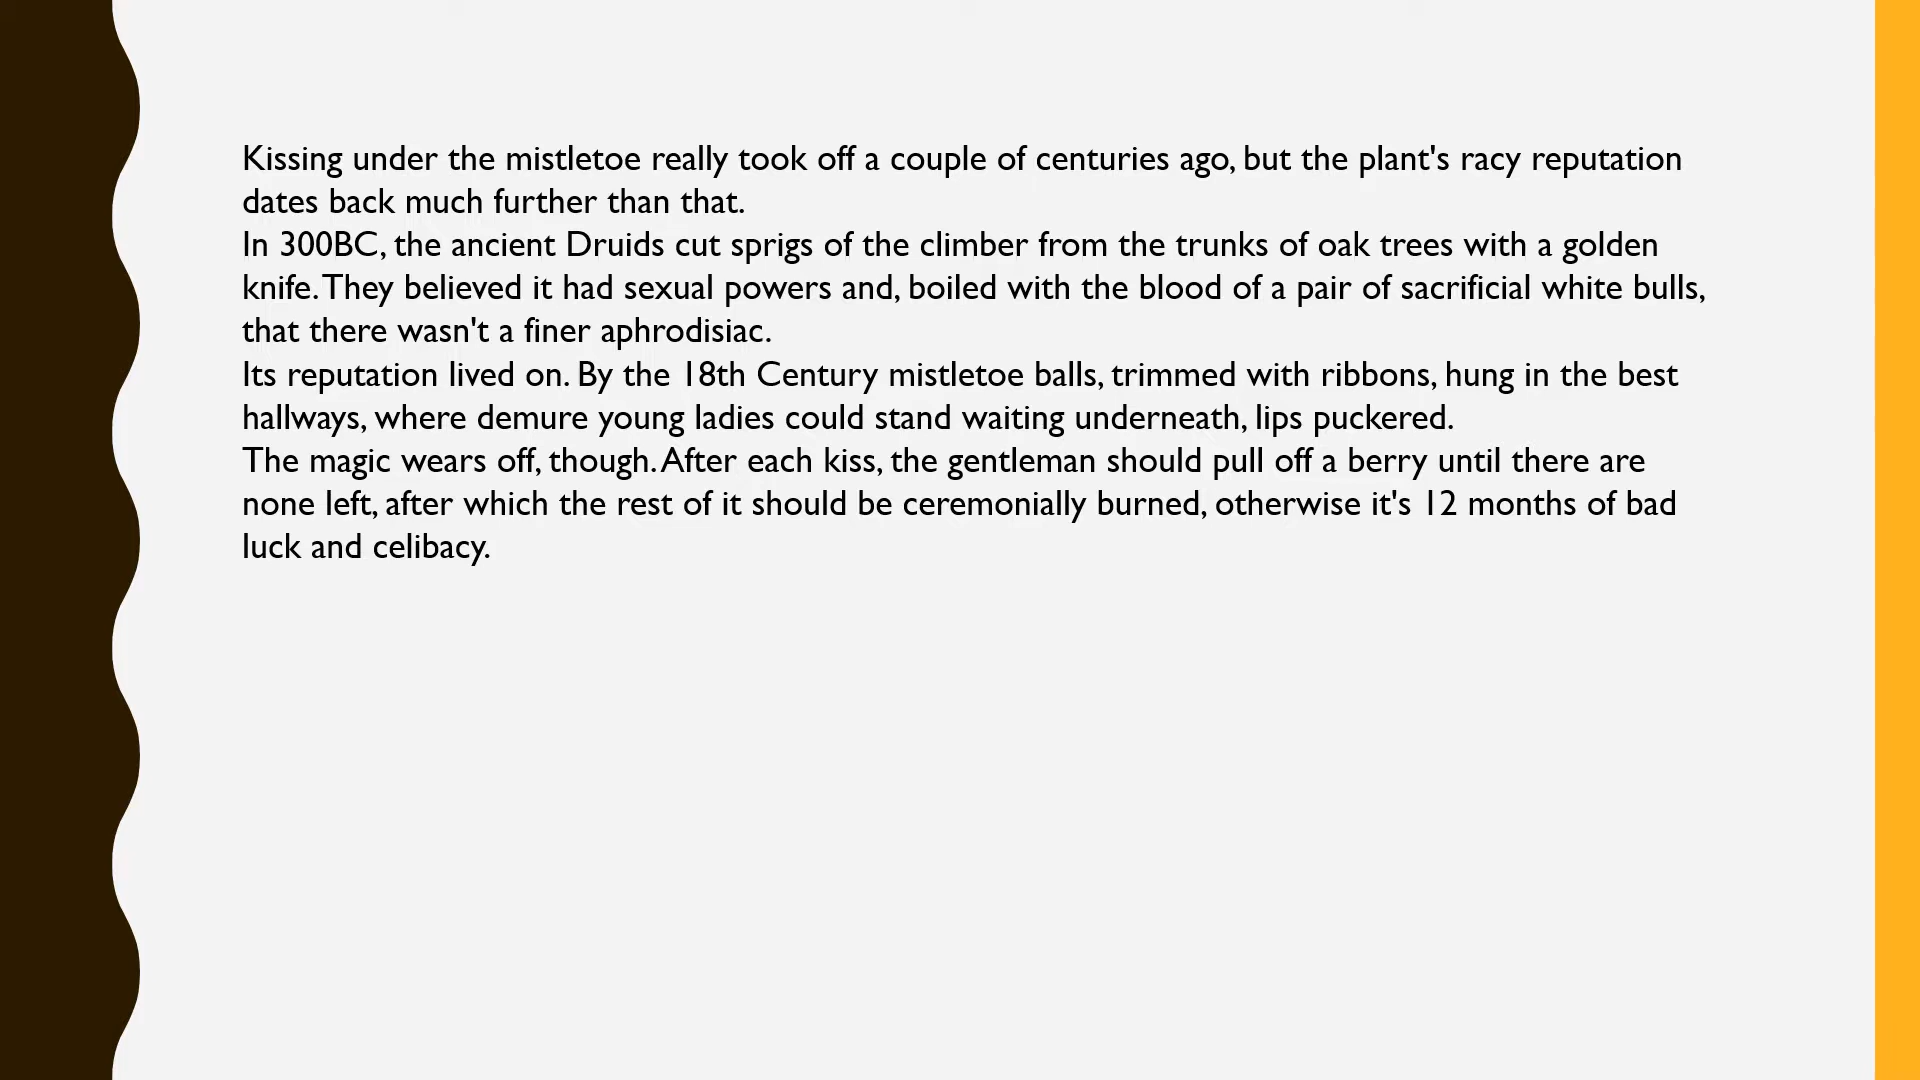 Kissing under the mistletoe really took off a couple of centuries ago, but the plant's racy reputation
dates back much further than that.
In 300BC, the ancient Druids cut sprigs of the climber from the trunks of oak trees with a golden
knife. They believed it had sexual powers and, boiled with the blood of a pair of sacrificial white bulls,
that there wasn't a finer aphrodisiac.
Its reputation lived on. By the 18th Century mistletoe balls, trimmed with ribbons, hung in the best
hallways, where demure young ladies could stand waiting underneath, lips puckered.
The magic wears off, though. After each kiss, the gentleman should pull off a berry until there are
none left, after which the rest of it should be ceremonially burned, otherwise it's 12 months of bad
luck and celibacy.